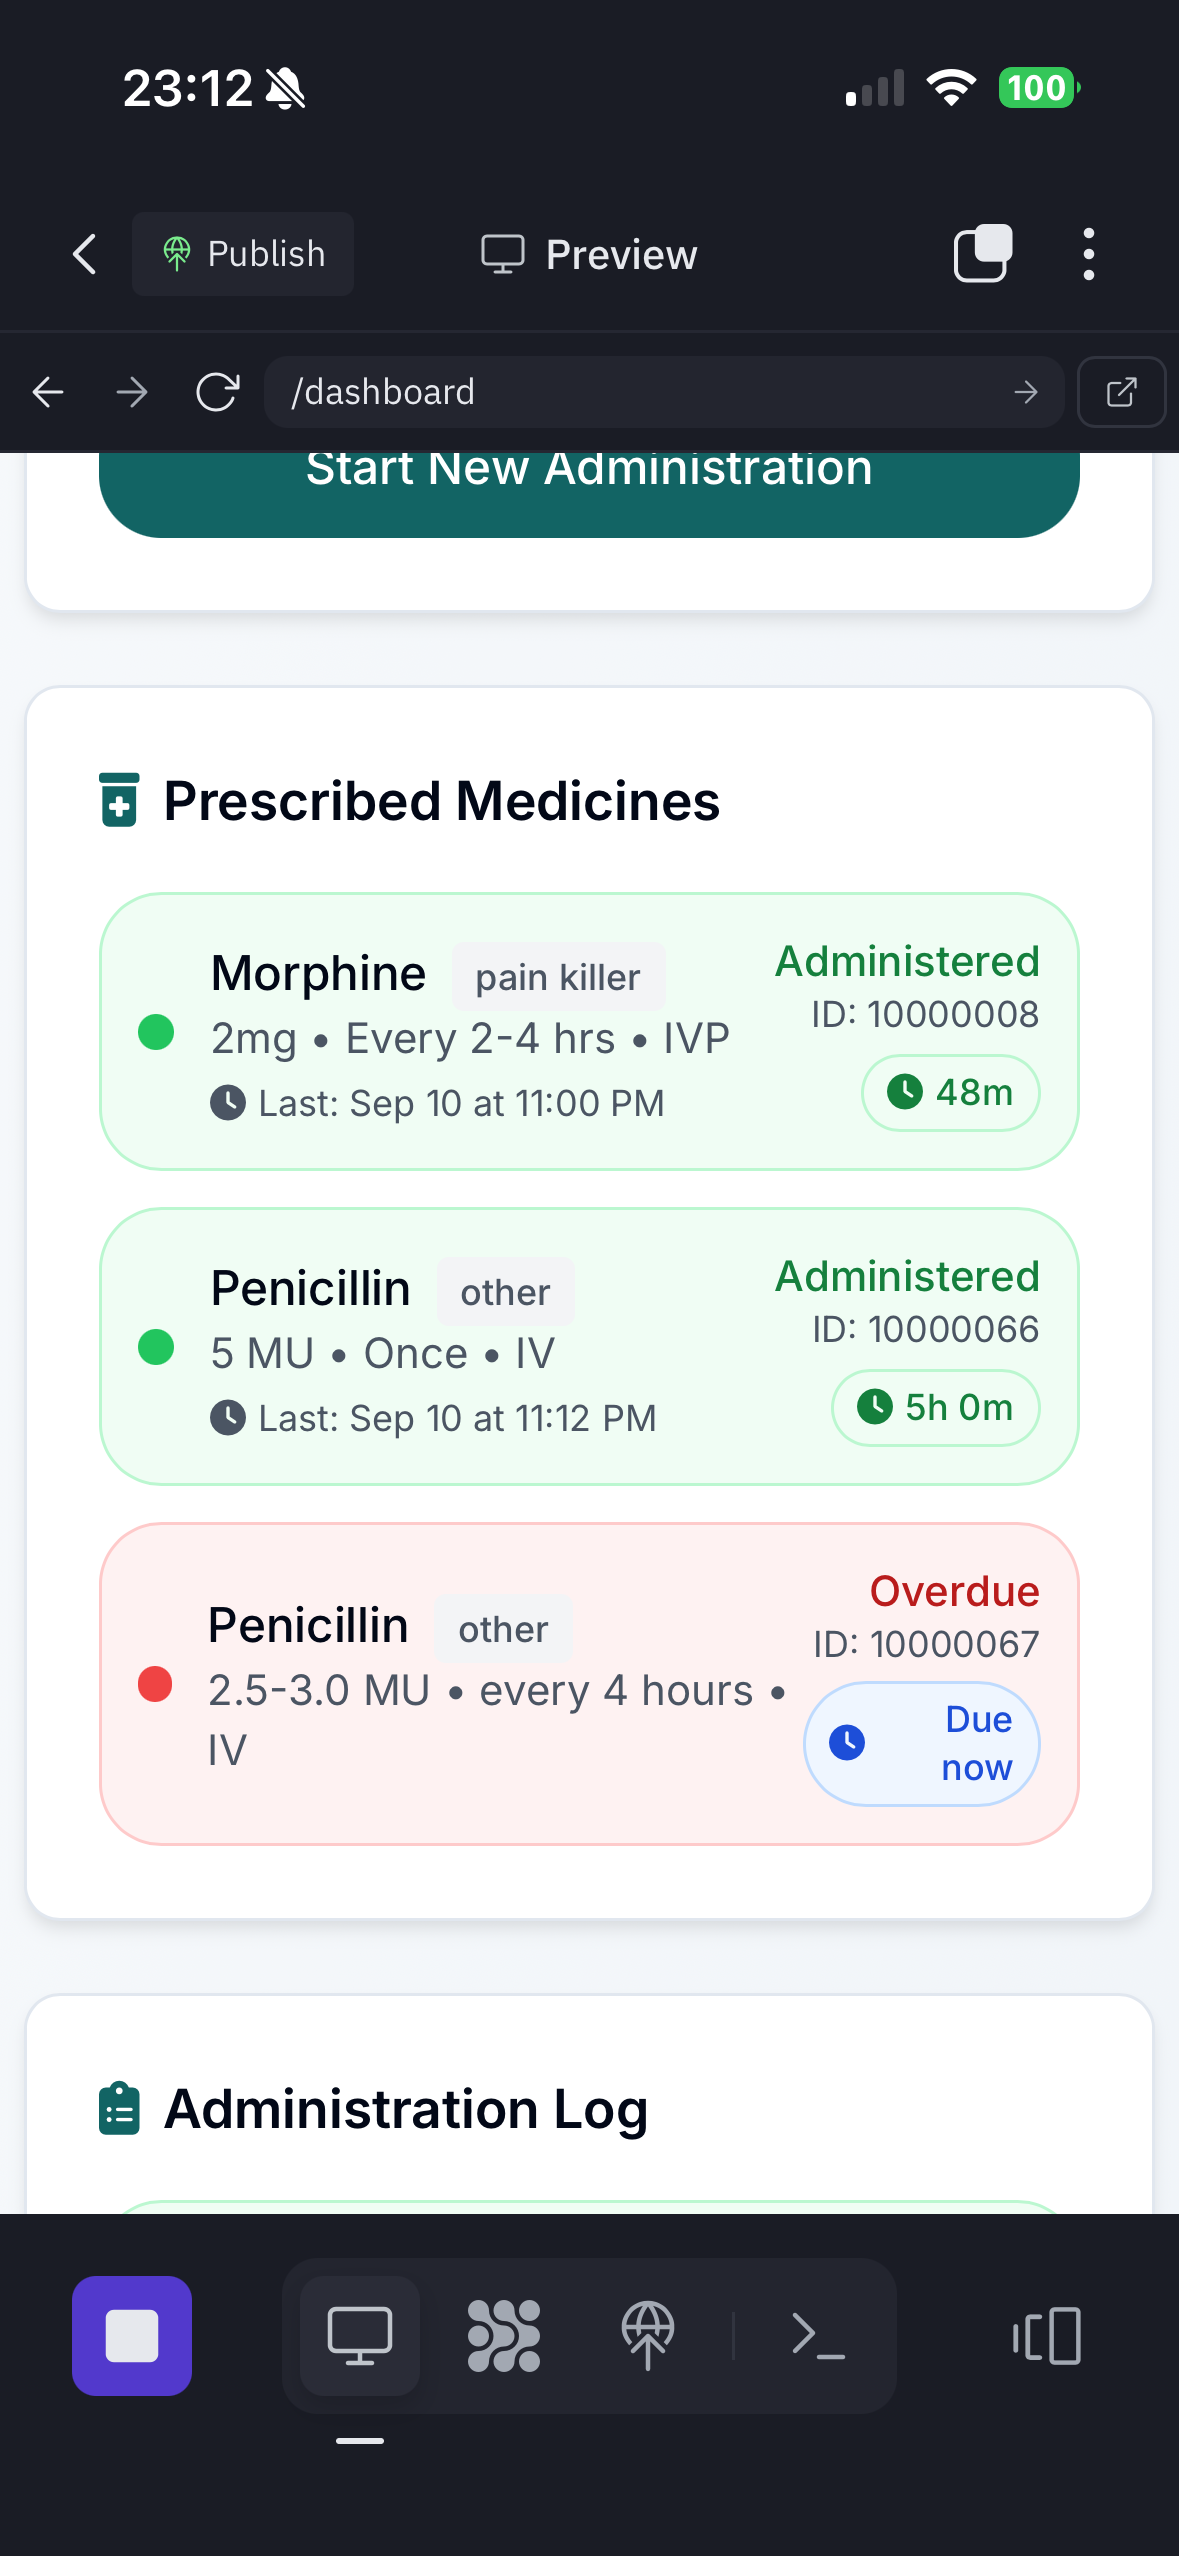 23:12
100
Publish
Preview
/dashboard
Start New Administration
Prescribed Medicines
Morphine pain killer
Administered
ID: 10000008
2mg • Every 2-4 hrs • IVP
Last: Sep 10 at 11:00 PM
48m
Penicillin other
Administered
ID: 10000066
5 MU • Once • IV
Last: Sep 10 at 11:12 PM
5h 0m
Penicillin other
Overdue
ID: 10000067
2.5-3.0 MU • every 4 hours •
IV
Due
now
Administration Log